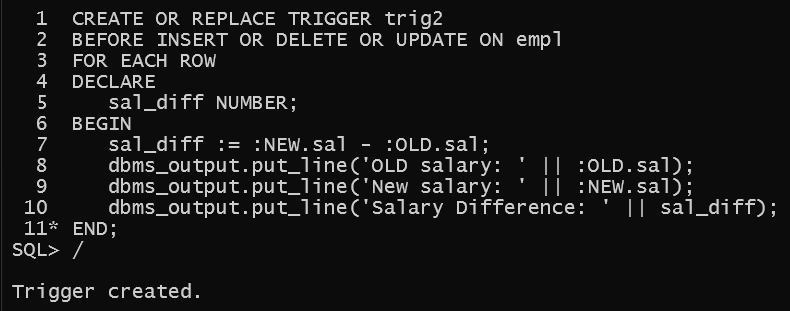 1  CREATE OR REPLACE TRIGGER trig2
  2  BEFORE INSERT OR DELETE OR UPDATE ON empl
  3  FOR EACH ROW
  4  DECLARE
  5     sal_diff NUMBER;
  6  BEGIN
  7     sal_diff := :NEW.sal - :OLD.sal;
  8     dbms_output.put_line('OLD salary: ' || :OLD.sal);
  9     dbms_output.put_line('New salary: ' || :NEW.sal);
 10     dbms_output.put_line('Salary Difference: ' || sal_diff);
 11* END;
SQL> /

Trigger created.